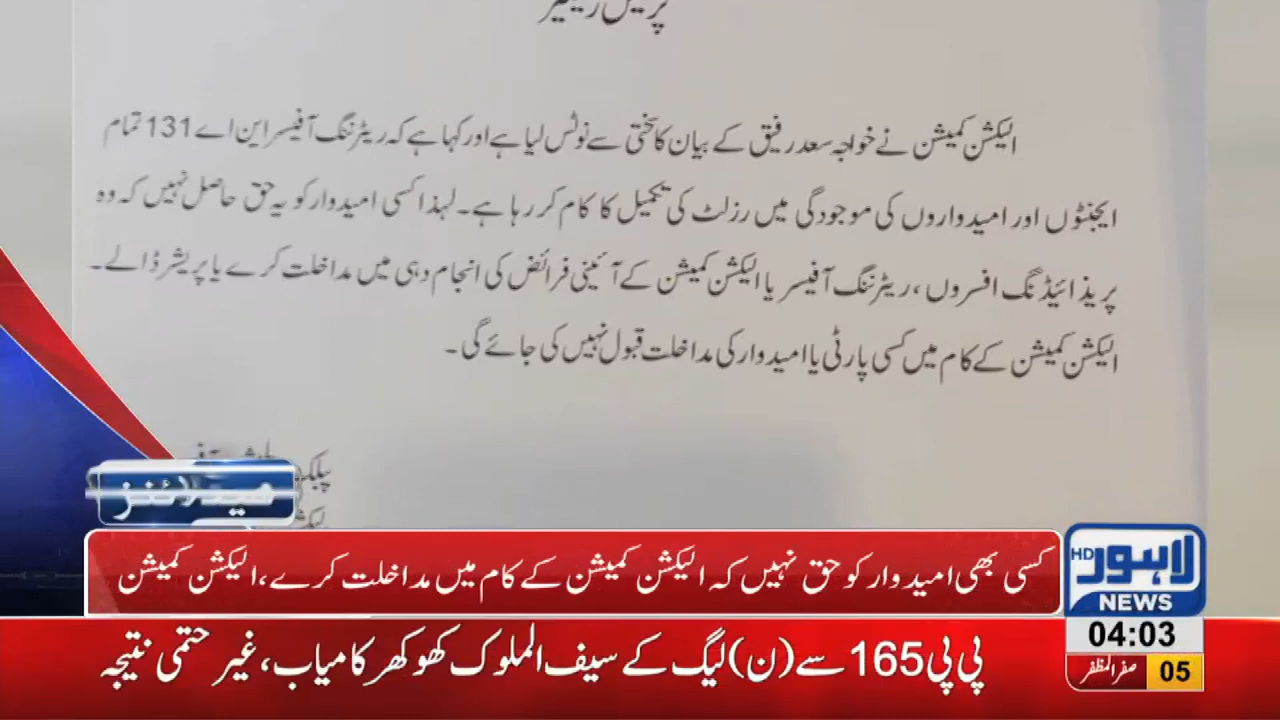 پریس ریلیز
الیکشن کمیشن نے خواجہ سعد رفیق کے بیان کا سختی سے نوٹس لیا ہے اور کہا ہے کہ ریٹرننگ آفیسر این اے 131 تمام
ایجنٹوں اور امیدواروں کی موجودگی میں رزلٹ کی تکمیل کا کام کر رہا ہے۔ لہذا کسی امیدوار کو یہ حق حاصل نہیں کہ وہ
پریذائیڈنگ افسروں، ریٹرننگ آفیسر یا الیکشن کمیشن کے آئینی فرائض کی انجام دہی میں مداخلت کرے یا پریشر ڈالے۔
الیکشن کمیشن کے کام میں کسی پارٹی یا امیدوار کی مداخلت قبول نہیں کی جائے گی۔
ہیڈ لائنز
کسی بھی امیدوار کو حق نہیں کہ الیکشن کمیشن کے کام میں مداخلت کرے، الیکشن کمیشن
لاہور HD
NEWS
04:03
05 صفر المظفر
پی پی 165 سے (ن) لیگ کے سیف الملوک کھوکھر کامیاب، غیر حتمی نتیجہ